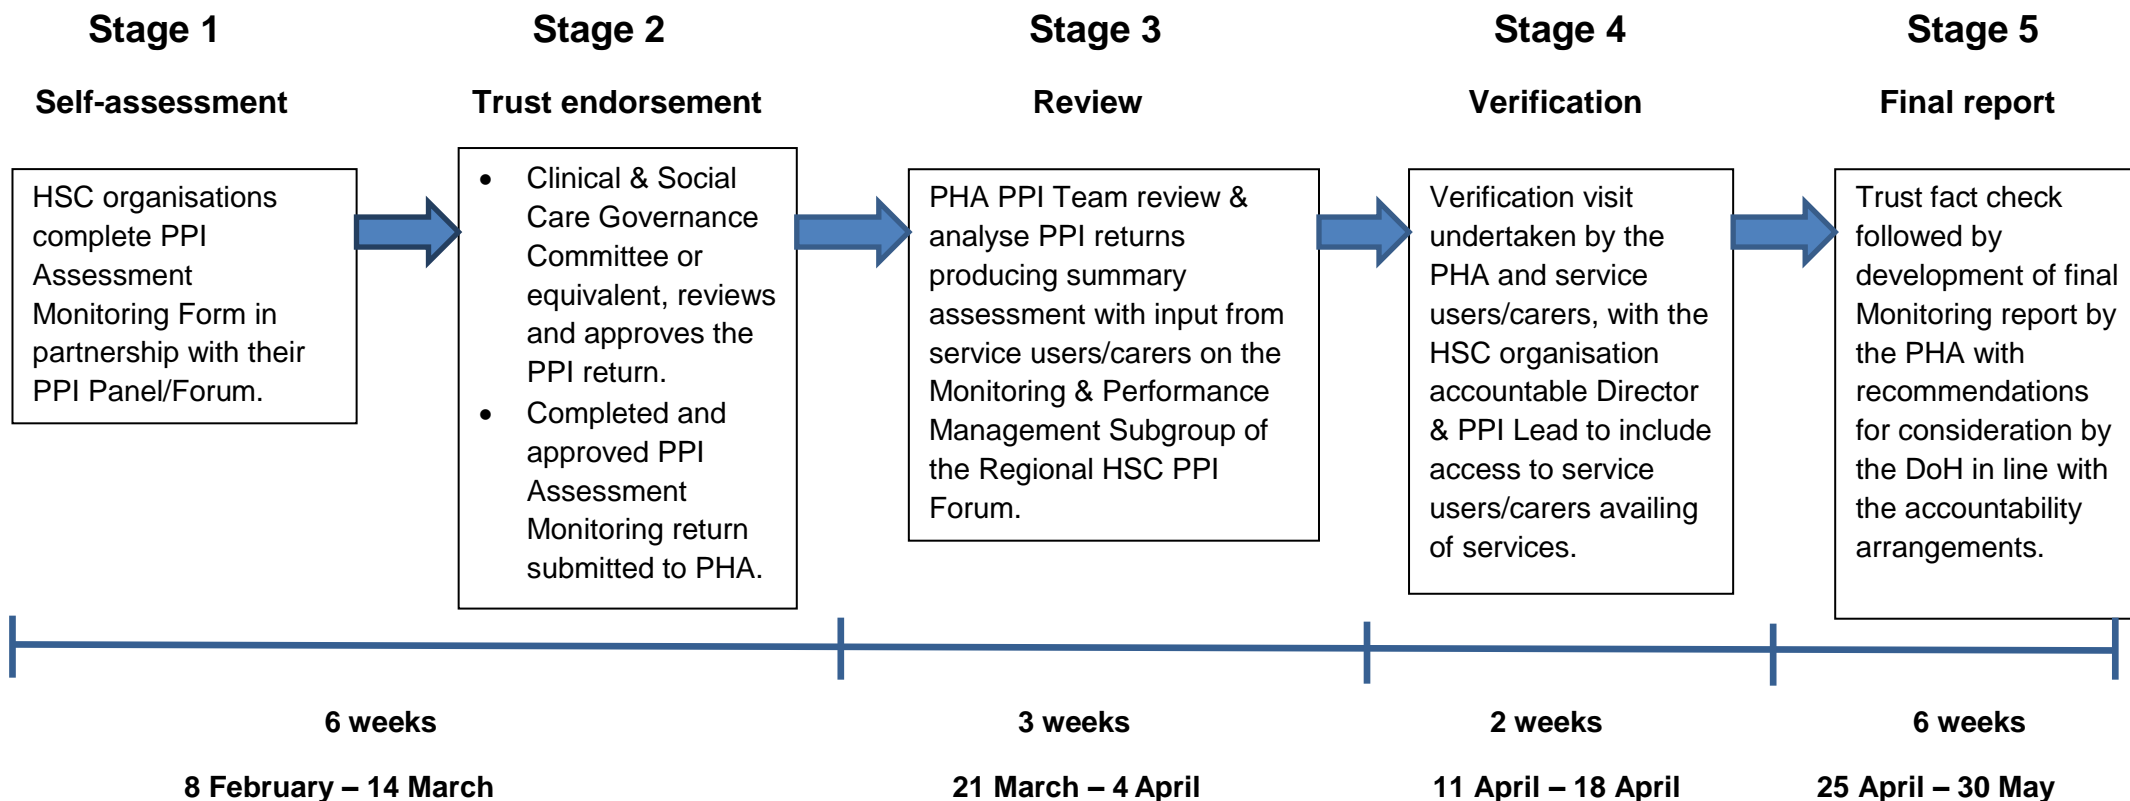 Stage 1
Self-assessment
HSC organisations
complete PPI
Assessment
Monitoring Form in
partnership with their
PPI Panel/Forum.
Stage 2
Trust endorsement
• Clinical & Social
Care Governance
Committee or
equivalent, reviews
and approves the
PPI return.
• Completed and
approved PPI
Assessment
Monitoring return
submitted to PHA.
Stage 3
Review
PHA PPI Team review &
analyse PPI returns
producing summary
assessment with input from
service users/carers on the
Monitoring & Performance
Management Subgroup of
the Regional HSC PPI
Forum.
Stage 4
Verification
Verification visit
undertaken by the
PHA and service
users/carers, with the
HSC organisation
accountable Director
& PPI Lead to include
access to service
users/carers availing
of services.
Stage 5
Final report
Trust fact check
followed by
development of final
Monitoring report by
the PHA with
recommendations
for consideration by
the DoH in line with
the accountability
arrangements.
6 weeks
8 February – 14 March
3 weeks
21 March – 4 April
2 weeks
11 April – 18 April
6 weeks
25 April – 30 May